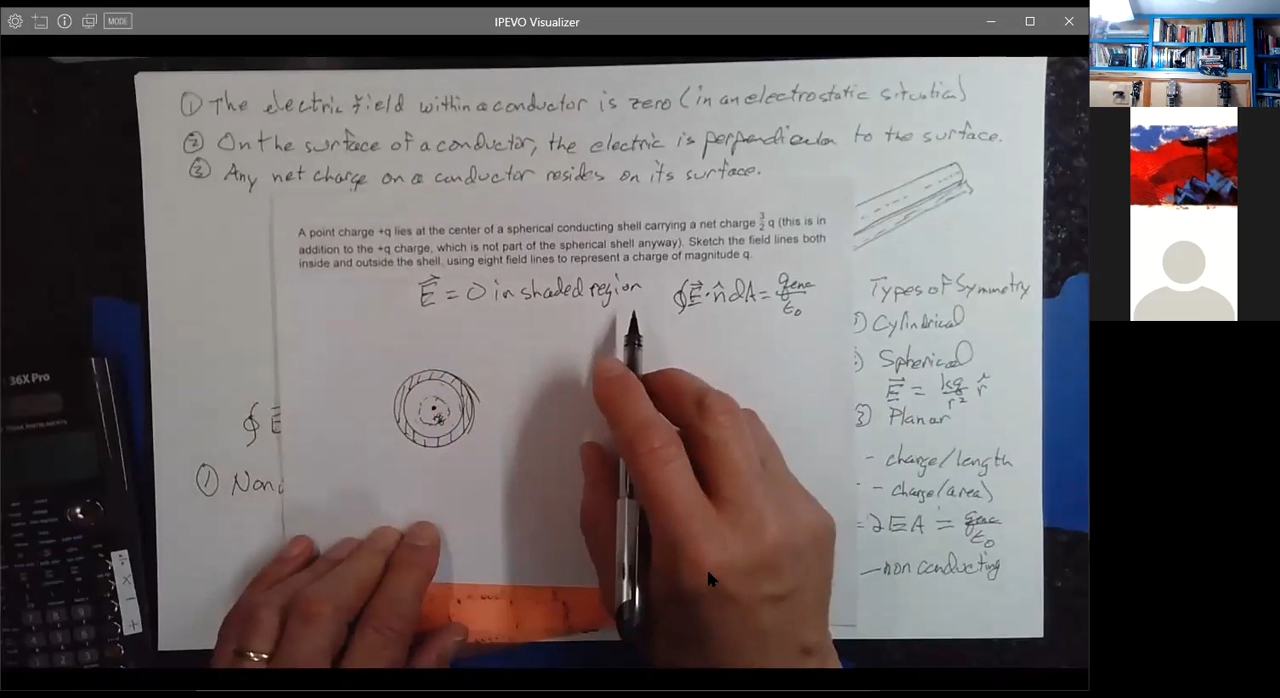 MODE
IPEVO Visualizer
① The electric field within a conductor is zero (in an electrostatic situation)
② On the surface of a conductor, the electric is perpendicular to the surface.
③ Any net charge on a conductor resides on its surface.
A point charge +q lies at the center of a spherical conducting shell carrying a net charge 3/2 q (this is in
addition to the +q charge, which is not part of the spherical shell anyway). Sketch the field lines both
inside and outside the shell, using eight field lines to represent a charge of magnitude q.
E⃗ = 0 in shaded region ∮E⃗·n̂dA = qenc/ε0
Types of Symmetry
1) Cylindrical
) Spherical
E⃗ = kq/r² r̂
3) Planar
- charge/length
- charge/area)
= 2EA = qenc/ε0
- non conducting
∮ E
① Non
36X Pro
TEXAS INSTRUMENTS